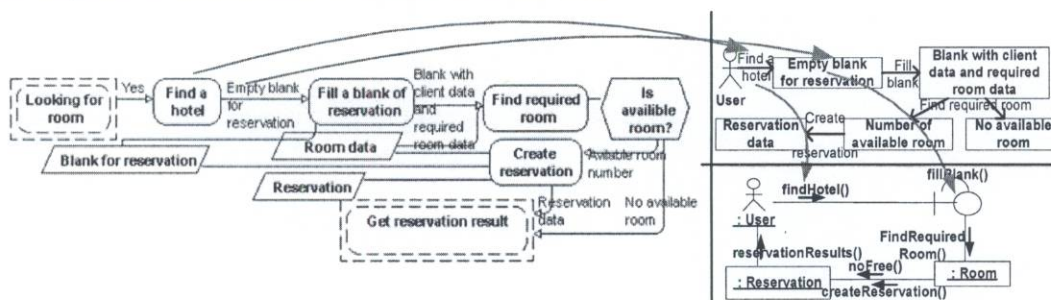 Looking for
room
Yes
Find a
hotel
Empty blank
for
reservation
Fill a blank of
reservation
Blank with
client data
and
required
room data
Find required
room
Is
availible
room?
Blank for reservation
Room data
Create
reservation
Avilable room
number
Reservation
Get reservation result
Reservation
data
No available
room
User
Find a
hotel
Empty blank
for reservation
Fill
blank
Blank with client
data and required
room data
Find required room
Reservation
data
Create
reservation
Number of
available room
No available
room
: User
findHotel()
fillBlank()
FindRequired
Room()
: Room
reservationResults()
noFree()
createReservation()
: Reservation